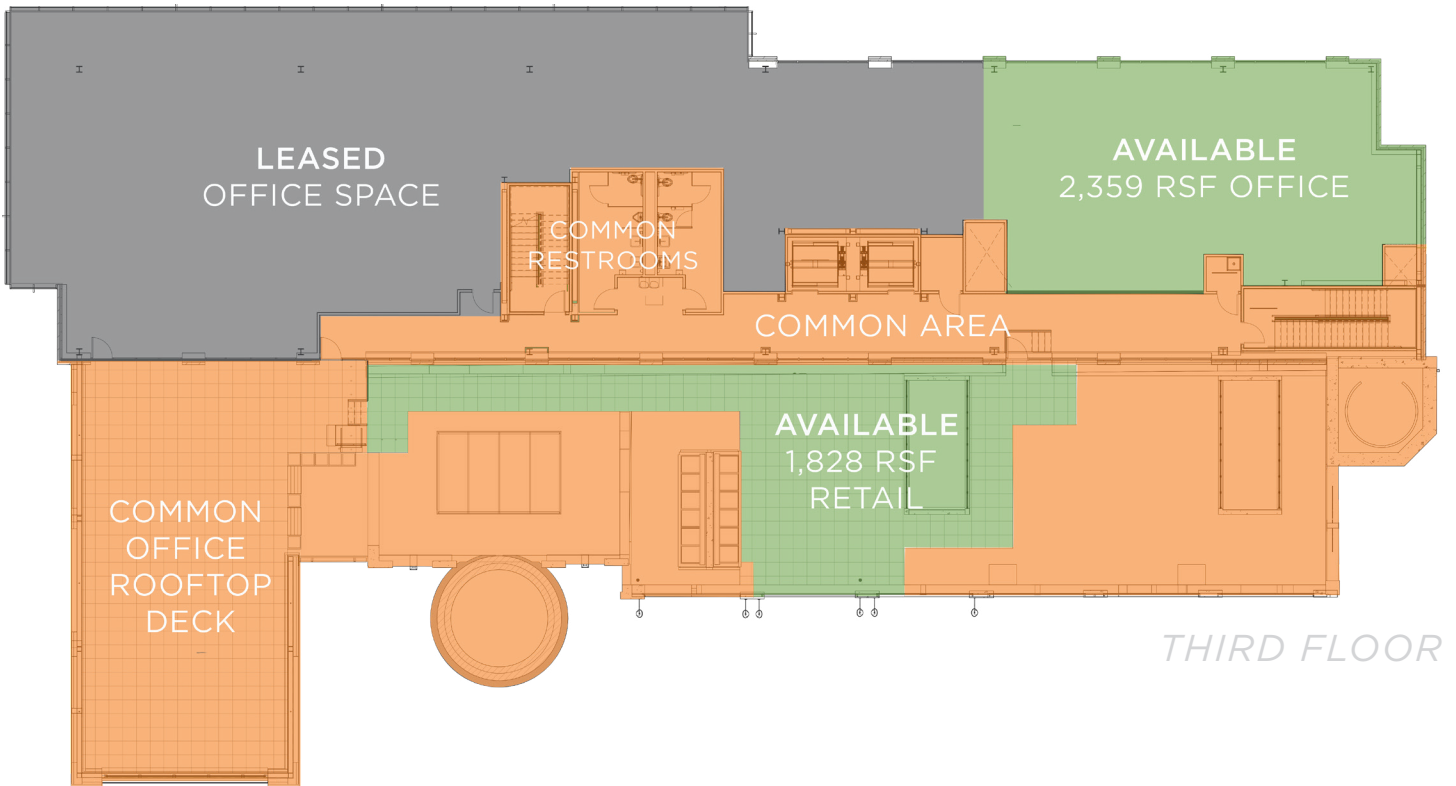 LEASED
OFFICE SPACE
AVAILABLE
2,359 RSF OFFICE
COMMON
RESTROOMS
COMMON AREA
AVAILABLE
1,828 RSF
RETAIL
COMMON
OFFICE
ROOFTOP
DECK
THIRD FLOOR